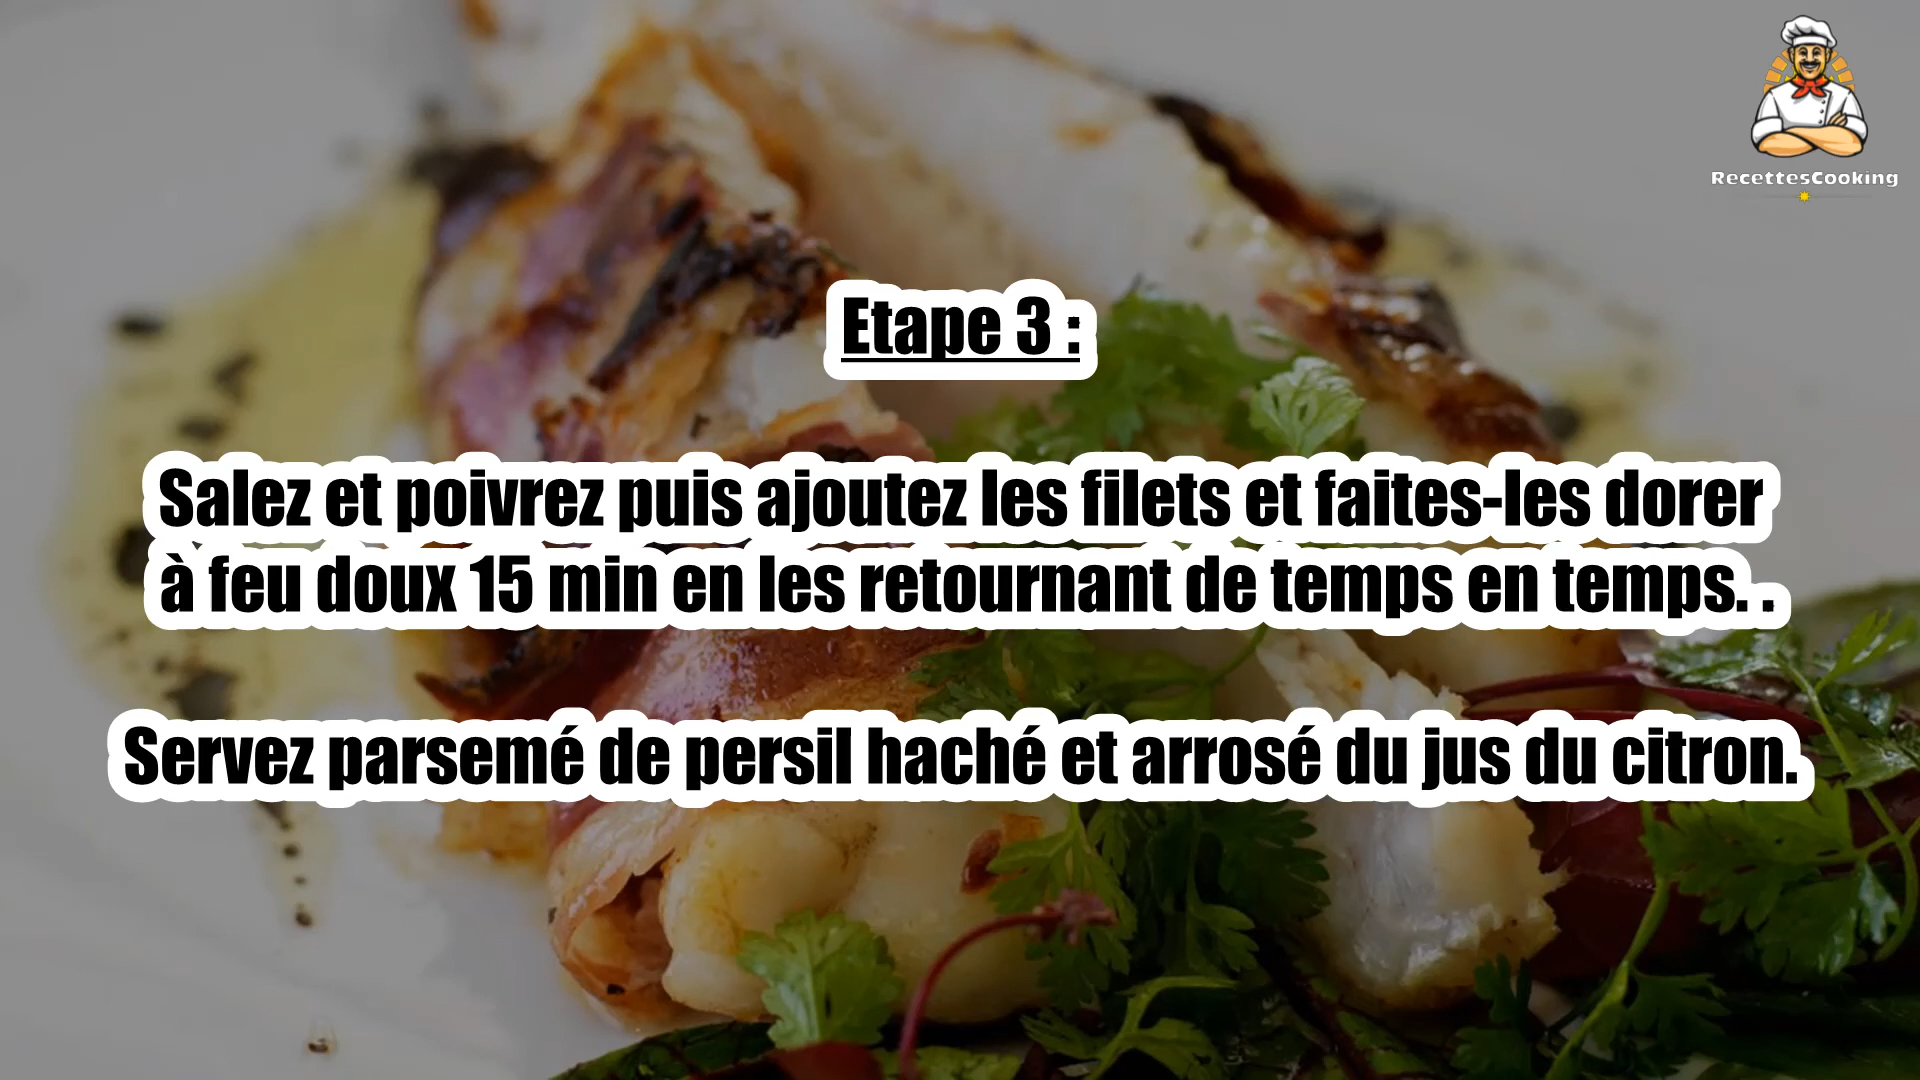 RecettesCooking
Etape 3 :
Salez et poivrez puis ajoutez les filets et faites-les dorer
à feu doux 15 min en les retournant de temps en temps. .
Servez parsemé de persil haché et arrosé du jus du citron.